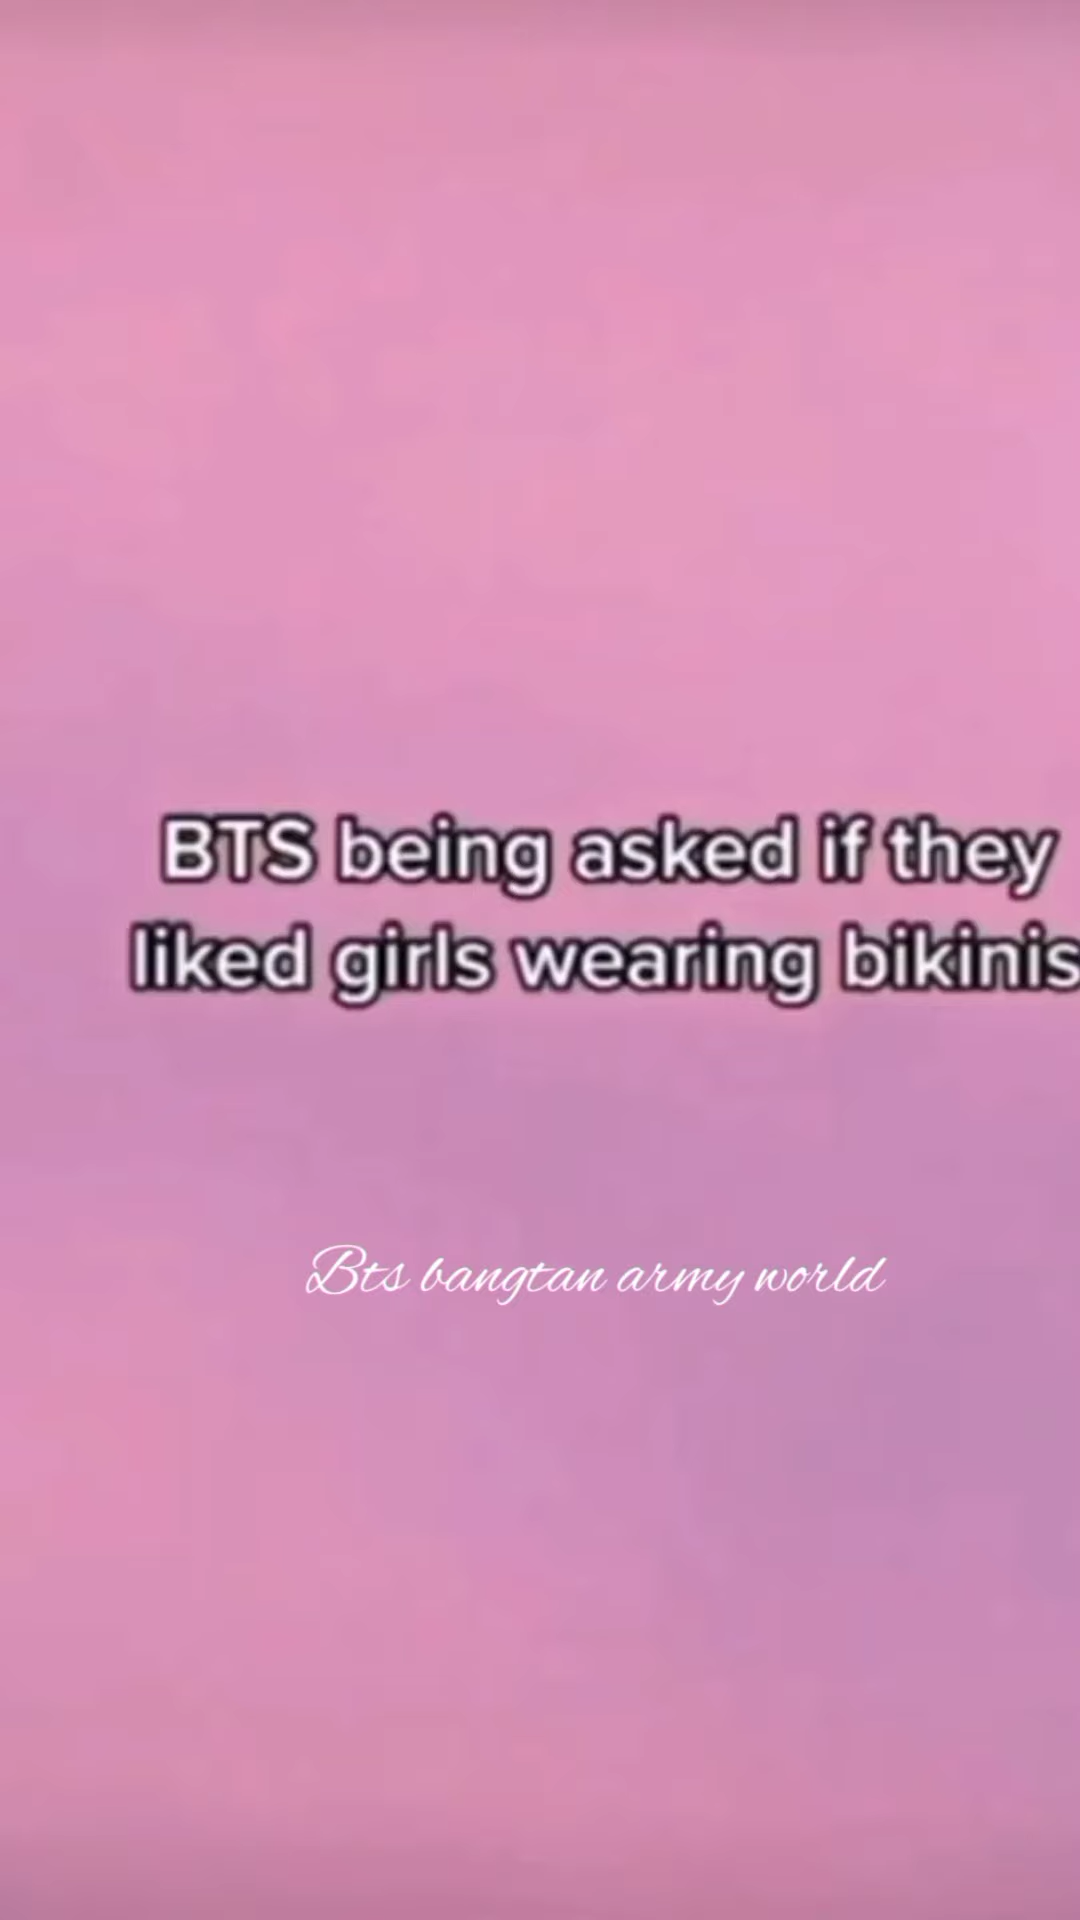 BTS being asked if they
liked girls wearing bikinis
Bts bangtan army world